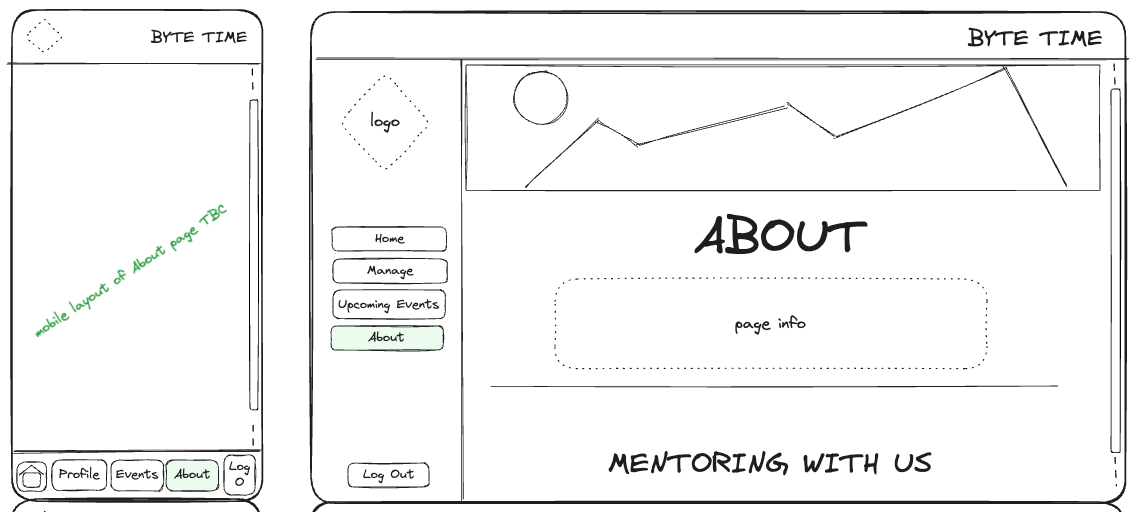 BYTE TIME
mobile layout of About page TBC
Profile
Events
About
Log
O
BYTE TIME
logo
Home
Manage
Upcoming Events
About
Log Out
ABOUT
page info
MENTORING WITH US